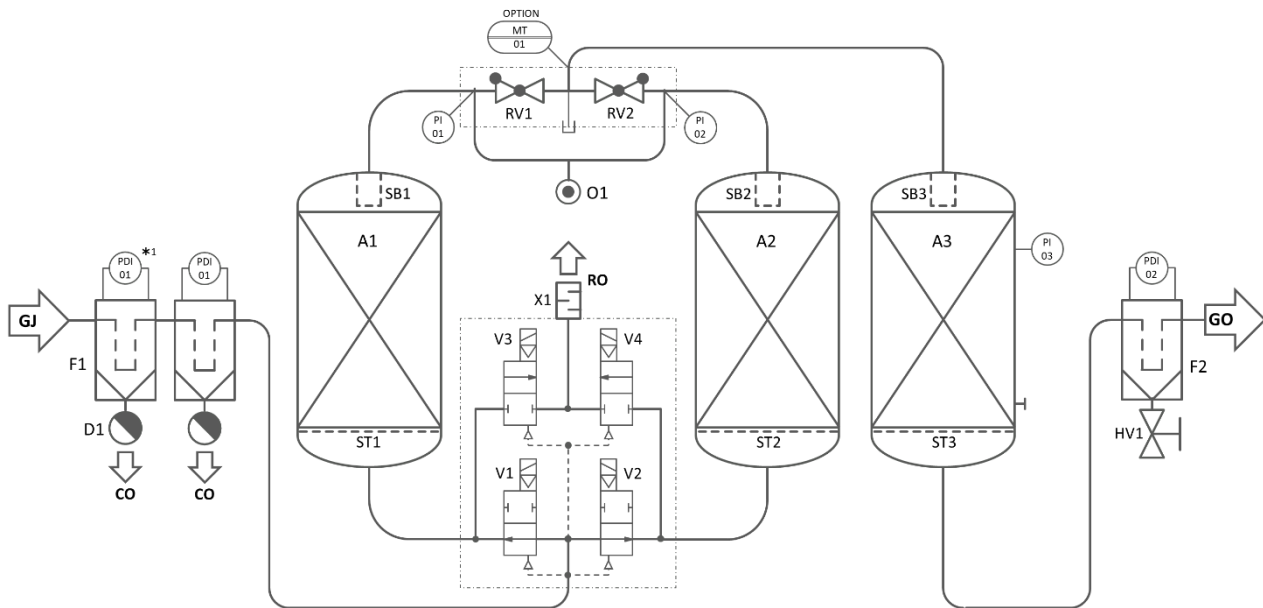 OPTION
MT
01
RV1
RV2
PI
01
PI
02
SB1
O1
SB2
SB3
A1
A2
A3
PDI
01
*1
PDI
01
PI
03
PDI
02
RO
X1
GJ
GO
V3
V4
F1
F2
D1
ST1
ST2
ST3
HV1
V1
V2
CO
CO